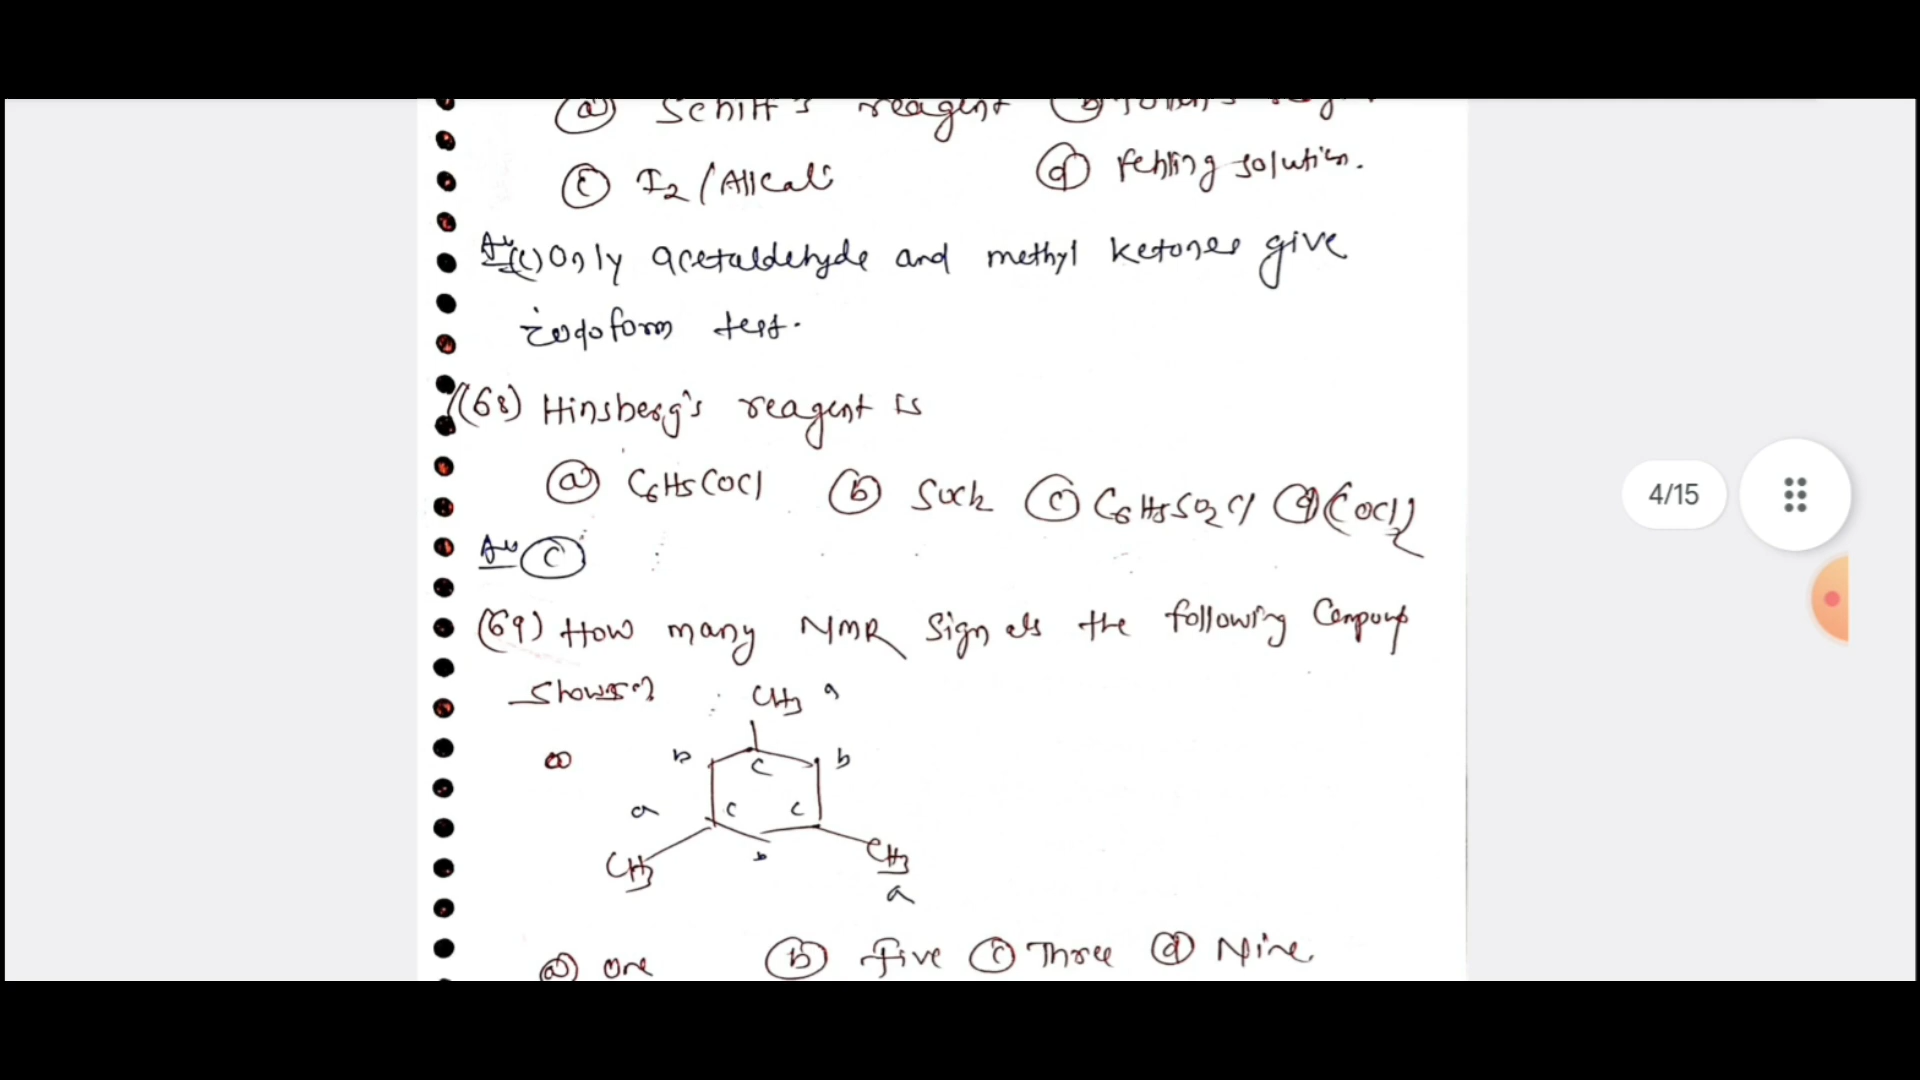 (a) Schiff's reagent (b)
(c) I2 / Alkali (d) Fehling solution.
Ans (c) Only acetaldehyde and methyl ketones give
iodoform test.
(68) Hinsberg's reagent is
(a) C6H5COCl (b) (c) C6H5SO2Cl (d) (COCl)2
Ans (c)
4/15
(69) How many NMR Signals the following
Shows?
CH3 a
b b
c
a c c
CH3 b CH3
a
(a) One (b) Five (c) Three (d) Nine.